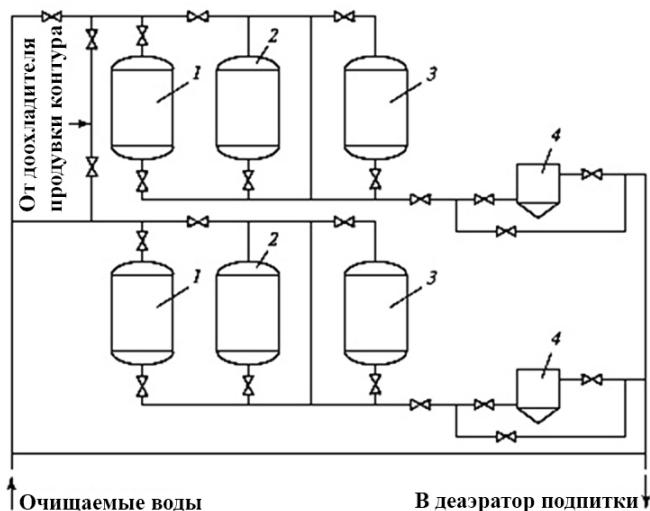 От доохладителя
продувки контура
1
2
3
4
1
2
3
4
Очищаемые воды
В деаэратор подпитки